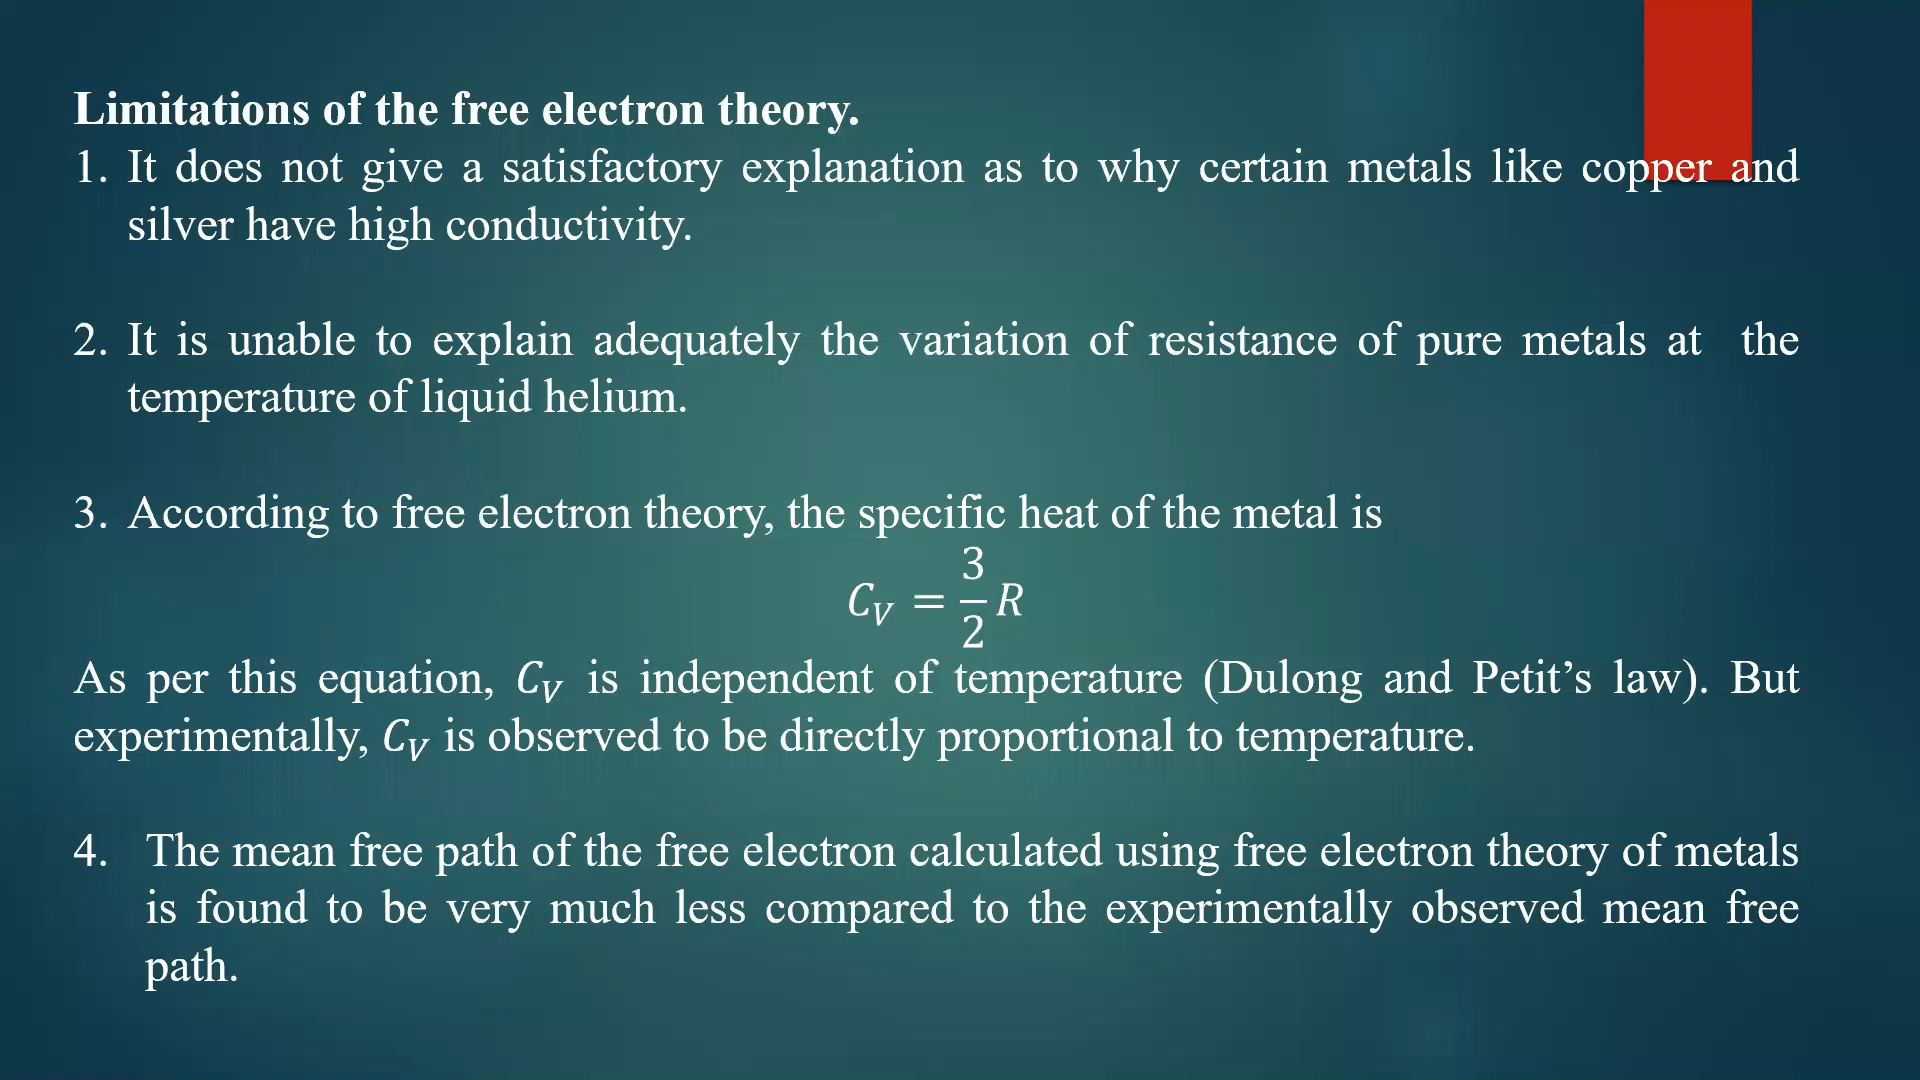 Limitations of the free electron theory.
1. It does not give a satisfactory explanation as to why certain metals like copper and
silver have high conductivity.
2. It is unable to explain adequately the variation of resistance of pure metals at the
temperature of liquid helium.
3. According to free electron theory, the specific heat of the metal is
C_V = 3/2 R
As per this equation, C_V is independent of temperature (Dulong and Petit’s law). But
experimentally, C_V is observed to be directly proportional to temperature.
4. The mean free path of the free electron calculated using free electron theory of metals
is found to be very much less compared to the experimentally observed mean free
path.